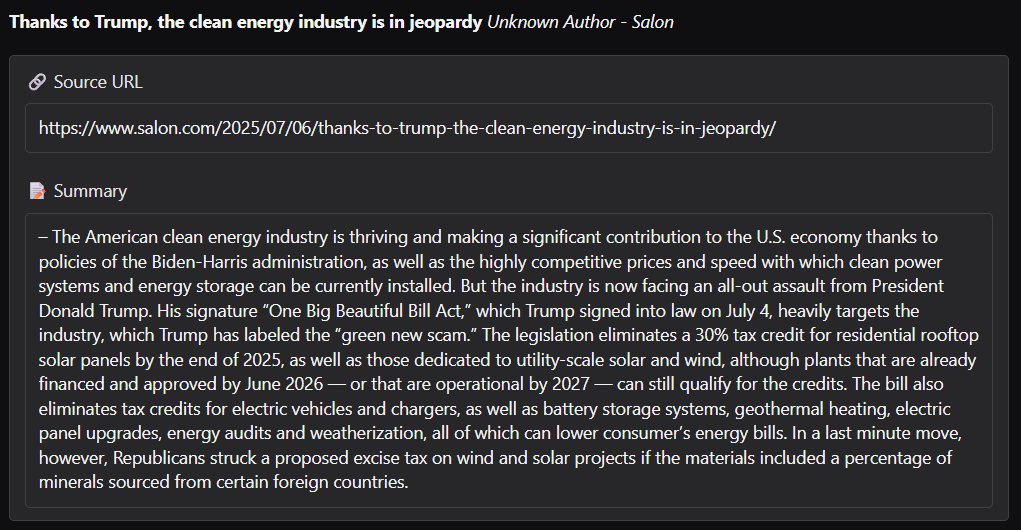 Thanks to Trump, the clean energy industry is in jeopardy Unknown Author - Salon
Source URL
https://www.salon.com/2025/07/06/thanks-to-trump-the-clean-energy-industry-is-in-jeopardy/
Summary
– The American clean energy industry is thriving and making a significant contribution to the U.S. economy thanks to
policies of the Biden-Harris administration, as well as the highly competitive prices and speed with which clean power
systems and energy storage can be currently installed. But the industry is now facing an all-out assault from President
Donald Trump. His signature “One Big Beautiful Bill Act,” which Trump signed into law on July 4, heavily targets the
industry, which Trump has labeled the “green new scam.” The legislation eliminates a 30% tax credit for residential rooftop
solar panels by the end of 2025, as well as those dedicated to utility-scale solar and wind, although plants that are already
financed and approved by June 2026 — or that are operational by 2027 — can still qualify for the credits. The bill also
eliminates tax credits for electric vehicles and chargers, as well as battery storage systems, geothermal heating, electric
panel upgrades, energy audits and weatherization, all of which can lower consumer’s energy bills. In a last minute move,
however, Republicans struck a proposed excise tax on wind and solar projects if the materials included a percentage of
minerals sourced from certain foreign countries.